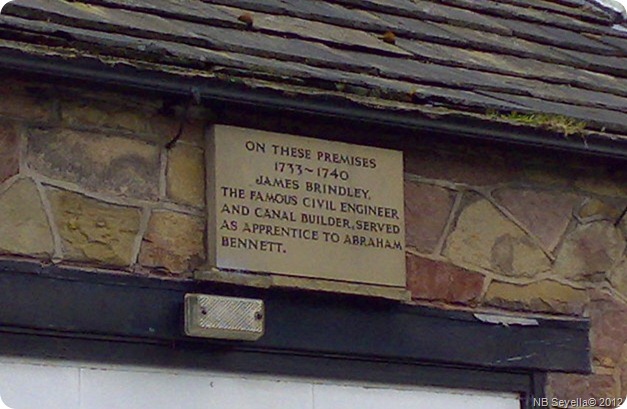 ON THESE PREMISES
1733~1740
JAMES BRINDLEY,
THE FAMOUS CIVIL ENGINEER
AND CANAL BUILDER, SERVED
AS APPRENTICE TO ABRAHAM
BENNETT.
NB Seyella© 2012